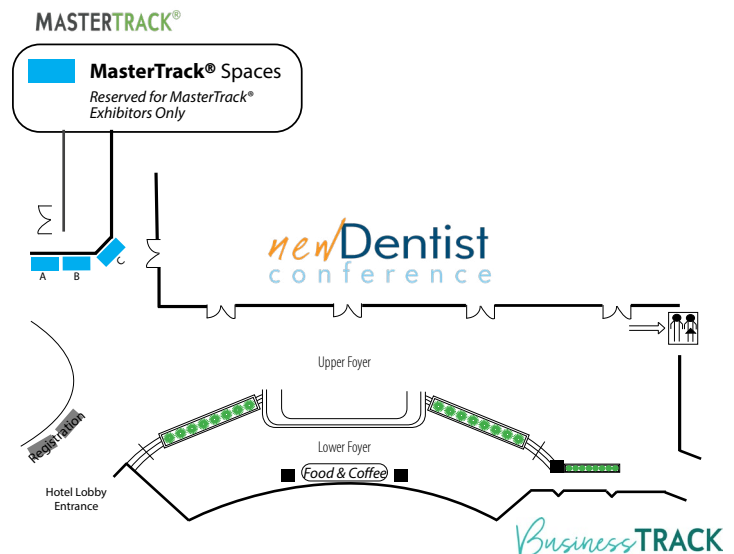 MASTERTRACK®
MasterTrack® Spaces
Reserved for MasterTrack®
Exhibitors Only
newDentist
conference
A
B
C
Upper Foyer
Registration
Lower Foyer
Food & Coffee
Hotel Lobby
Entrance
BusinessTRACK